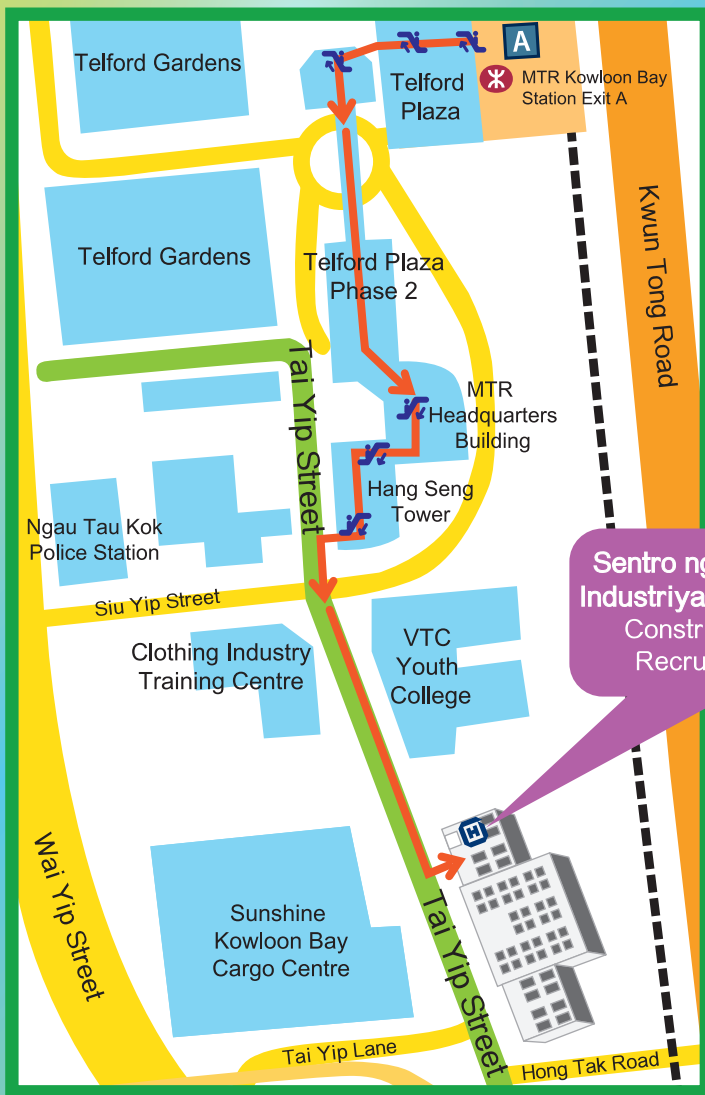 Telford Gardens
A
Telford
Plaza
MTR Kowloon Bay
Station Exit A
Kwun Tong Road
Telford Gardens
Telford Plaza
Phase 2
Tai Yip Street
MTR
Headquarters
Building
Hang Seng
Tower
Ngau Tau Kok
Police Station
Siu Yip Street
Sentro ng
Industriya
Constr
Recru
Clothing Industry
Training Centre
VTC
Youth
College
Wai Yip Street
Sunshine
Kowloon Bay
Cargo Centre
Tai Yip Street
Tai Yip Lane
Hong Tak Road